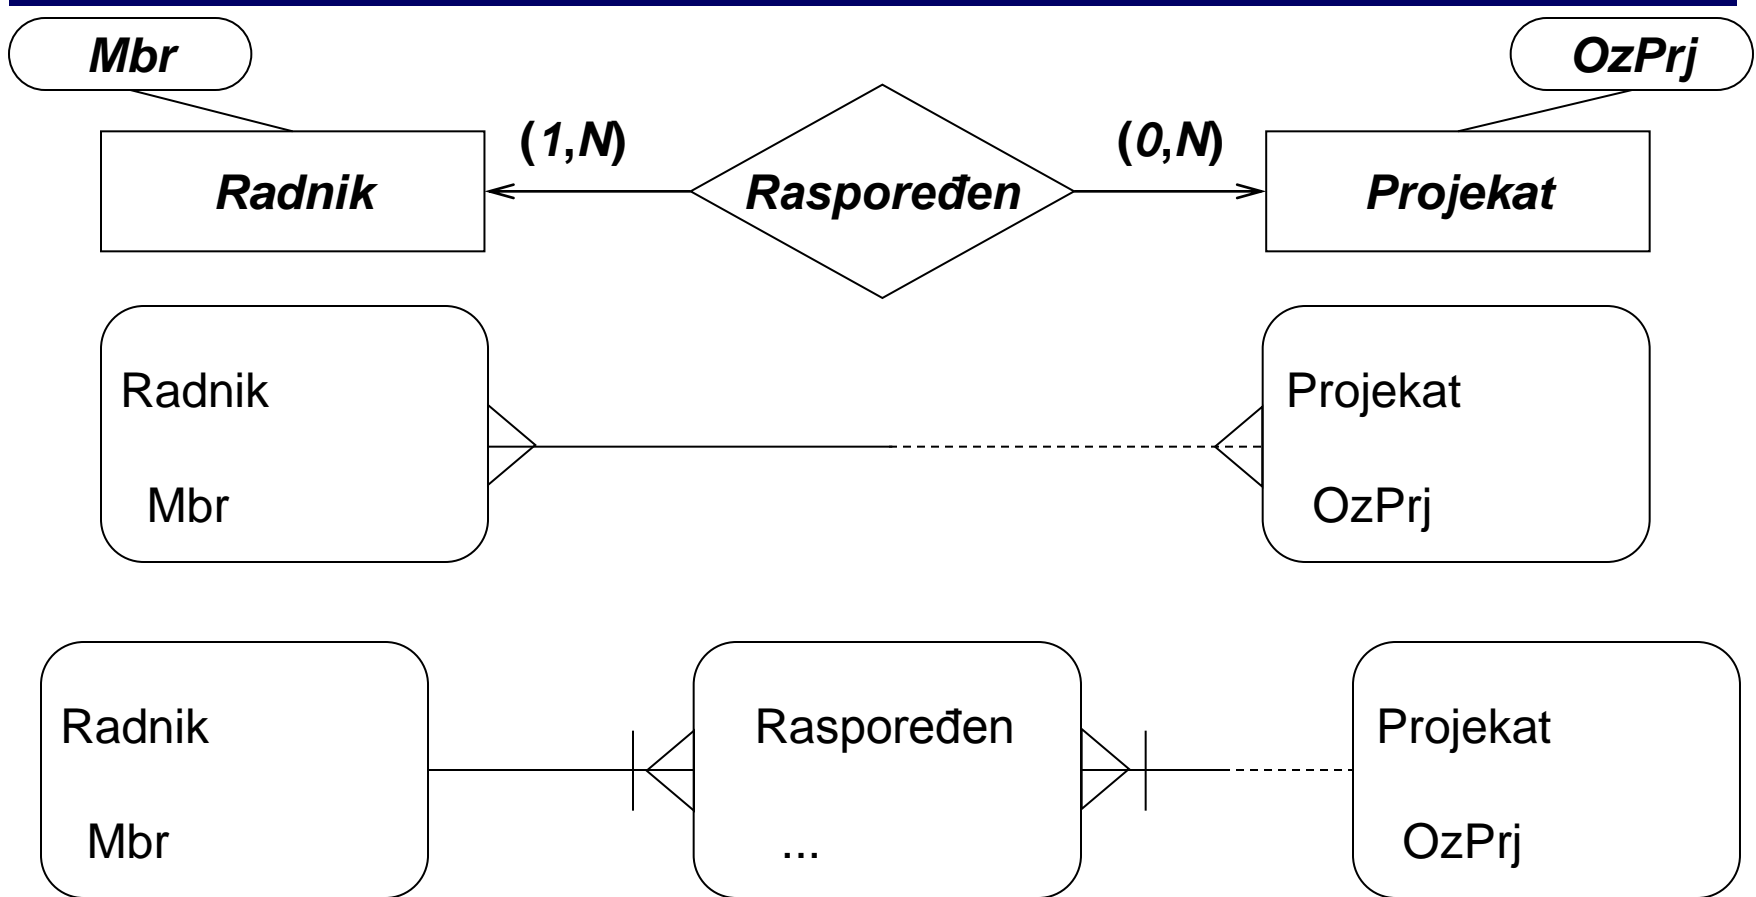 Mbr
OzPrj
(1,N)
(0,N)
Radnik
Raspoređen
Projekat
Radnik
Mbr
Projekat
OzPrj
Radnik
Mbr
Raspoređen
...
Projekat
OzPrj